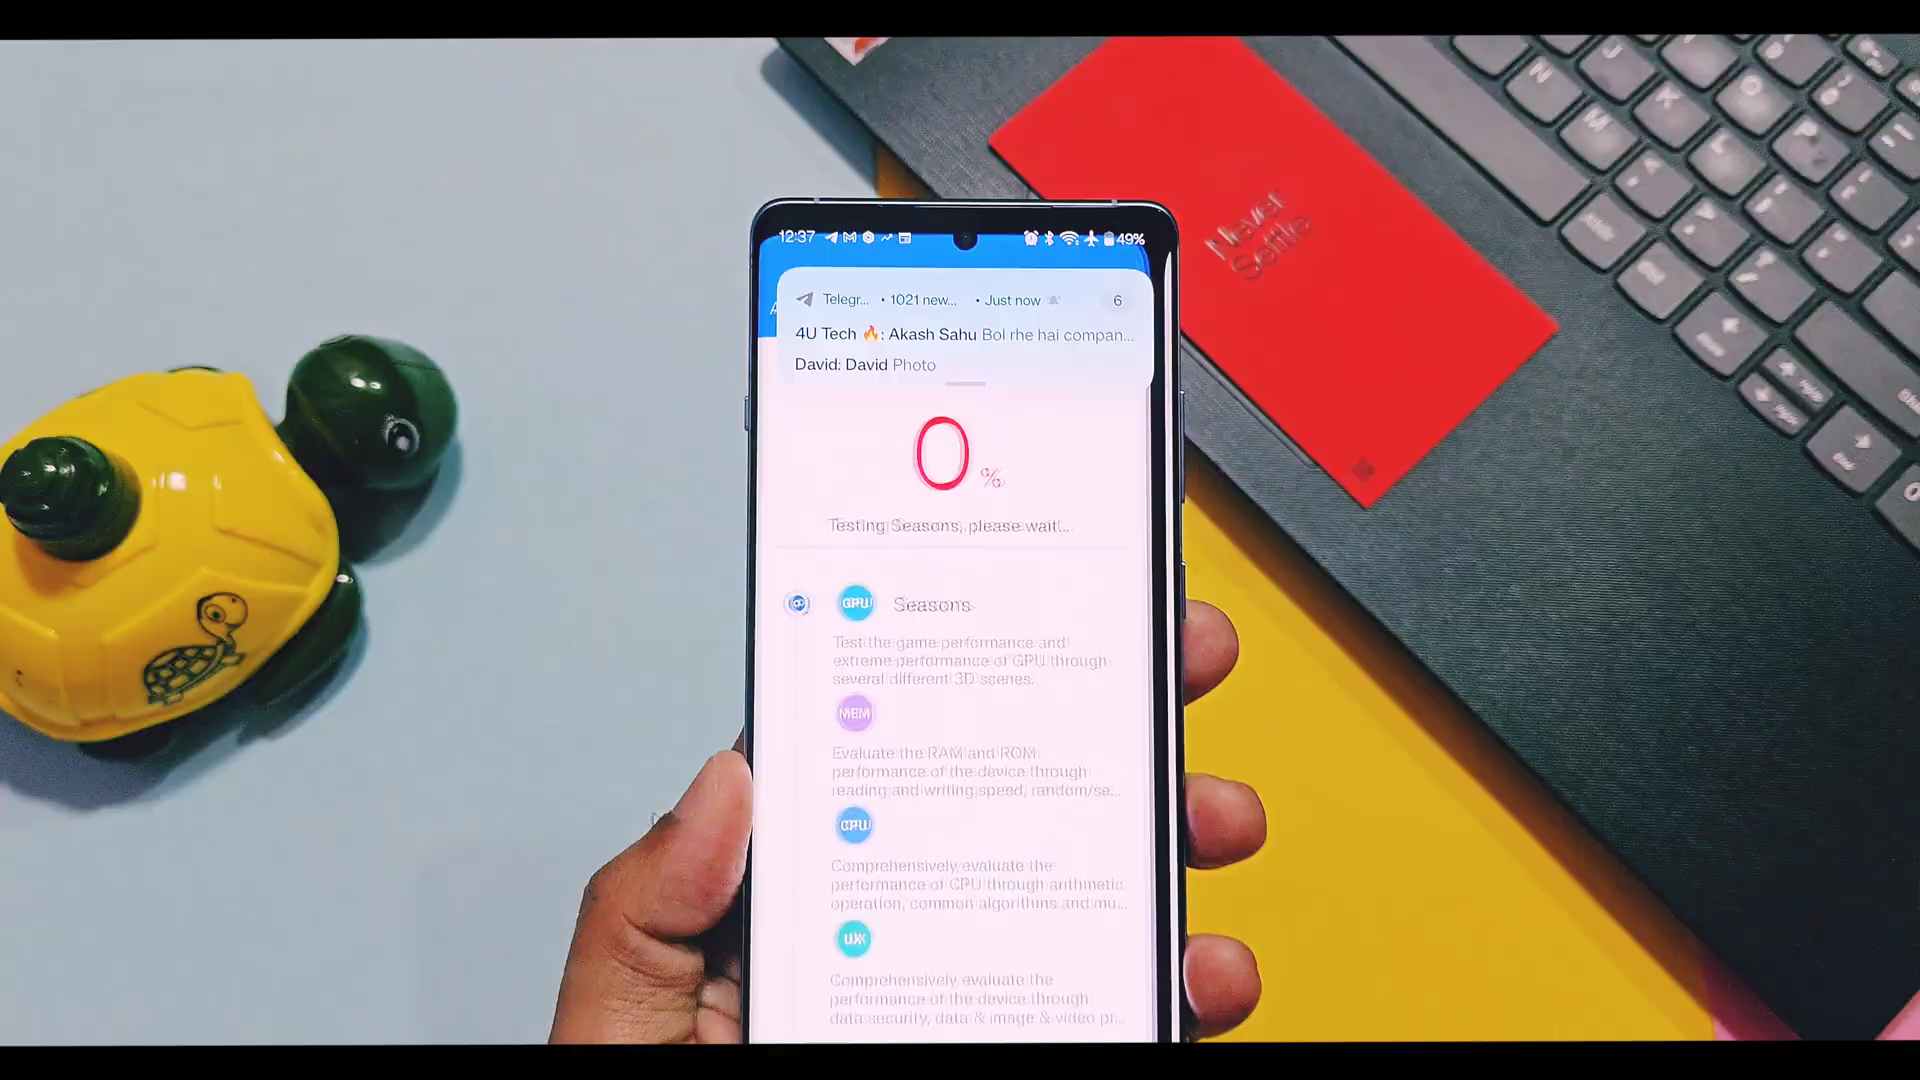 12:37
49%
Telegr... • 1021 new... • Just now
6
4U Tech 🔥: Akash Sahu Bol rhe hai compan...
David: David Photo
0 %
Testing Seasons, please wait...
GPU Seasons
Test the game performance and
extreme performance of GPU through
several different 3D scenes.
MEM
Evaluate the RAM and ROM
performance of the device through
reading and writing speed, random/se...
CPU
Comprehensively evaluate the
performance of CPU through arithmetic
operation, common algorithms and mu...
UX
Comprehensively evaluate the
performance of the device through
data security, data & image & video pr...
Never
Settle
N
J
K
M
L
O
P